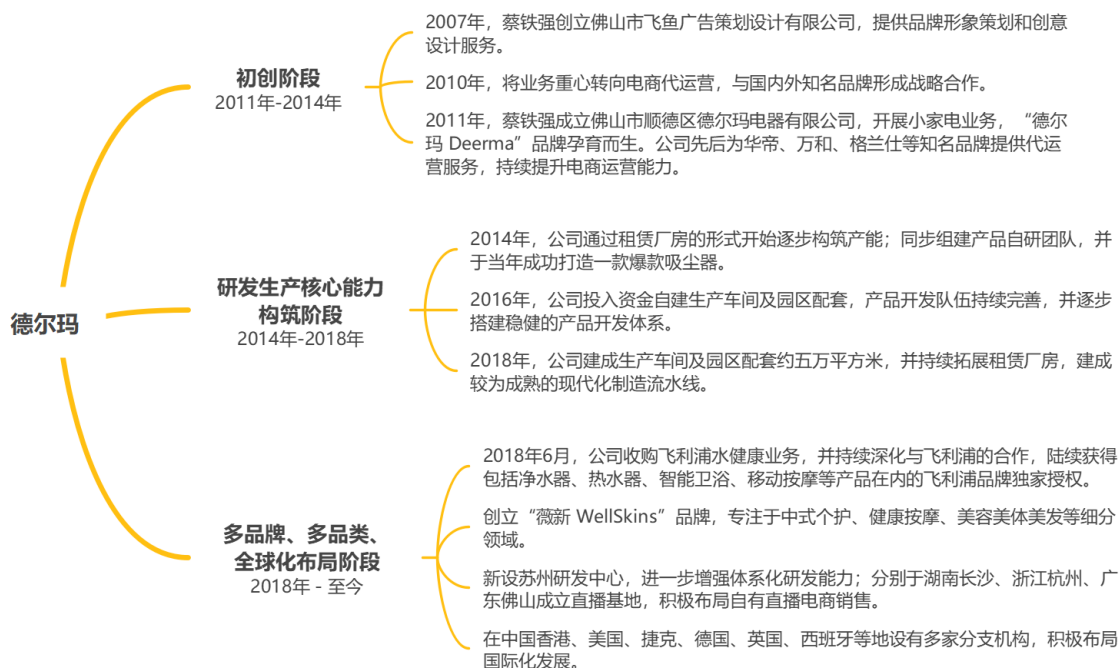 德尔玛
初创阶段
2011年-2014年
2007年，蔡铁强创立佛山市飞鱼广告策划设计有限公司，提供品牌形象策划和创意
设计服务。
2010年，将业务重心转向电商代运营，与国内外知名品牌形成战略合作。
2011年，蔡铁强成立佛山市顺德区德尔玛电器有限公司，开展小家电业务，“德尔
玛 Deerma”品牌孕育而生。公司先后为华帝、万和、格兰仕等知名品牌提供代运
营服务，持续提升电商运营能力。
研发生产核心能力
构筑阶段
2014年-2018年
2014年，公司通过租赁厂房的形式开始逐步构筑产能；同步组建产品自研团队，并
于当年成功打造一款爆款吸尘器。
2016年，公司投入资金自建生产车间及园区配套，产品开发队伍持续完善，并逐步
搭建稳健的产品开发体系。
2018年，公司建成生产车间及园区配套约五万平方米，并持续拓展租赁厂房，建成
较为成熟的现代化制造流水线。
多品牌、多品类、
全球化布局阶段
2018年 - 至今
2018年6月，公司收购飞利浦水健康业务，并持续深化与飞利浦的合作，陆续获得
包括净水器、热水器、智能卫浴、移动按摩等产品在内的飞利浦品牌独家授权。
创立“薇新 WellSkins”品牌，专注于中式个护、健康按摩、美容美体美发等细分
领域。
新设苏州研发中心，进一步增强体系化研发能力；分别于湖南长沙、浙江杭州、广
东佛山成立直播基地，积极布局自有直播电商销售。
在中国香港、美国、捷克、德国、英国、西班牙等地设有多家分支机构，积极布局
国际化发展。